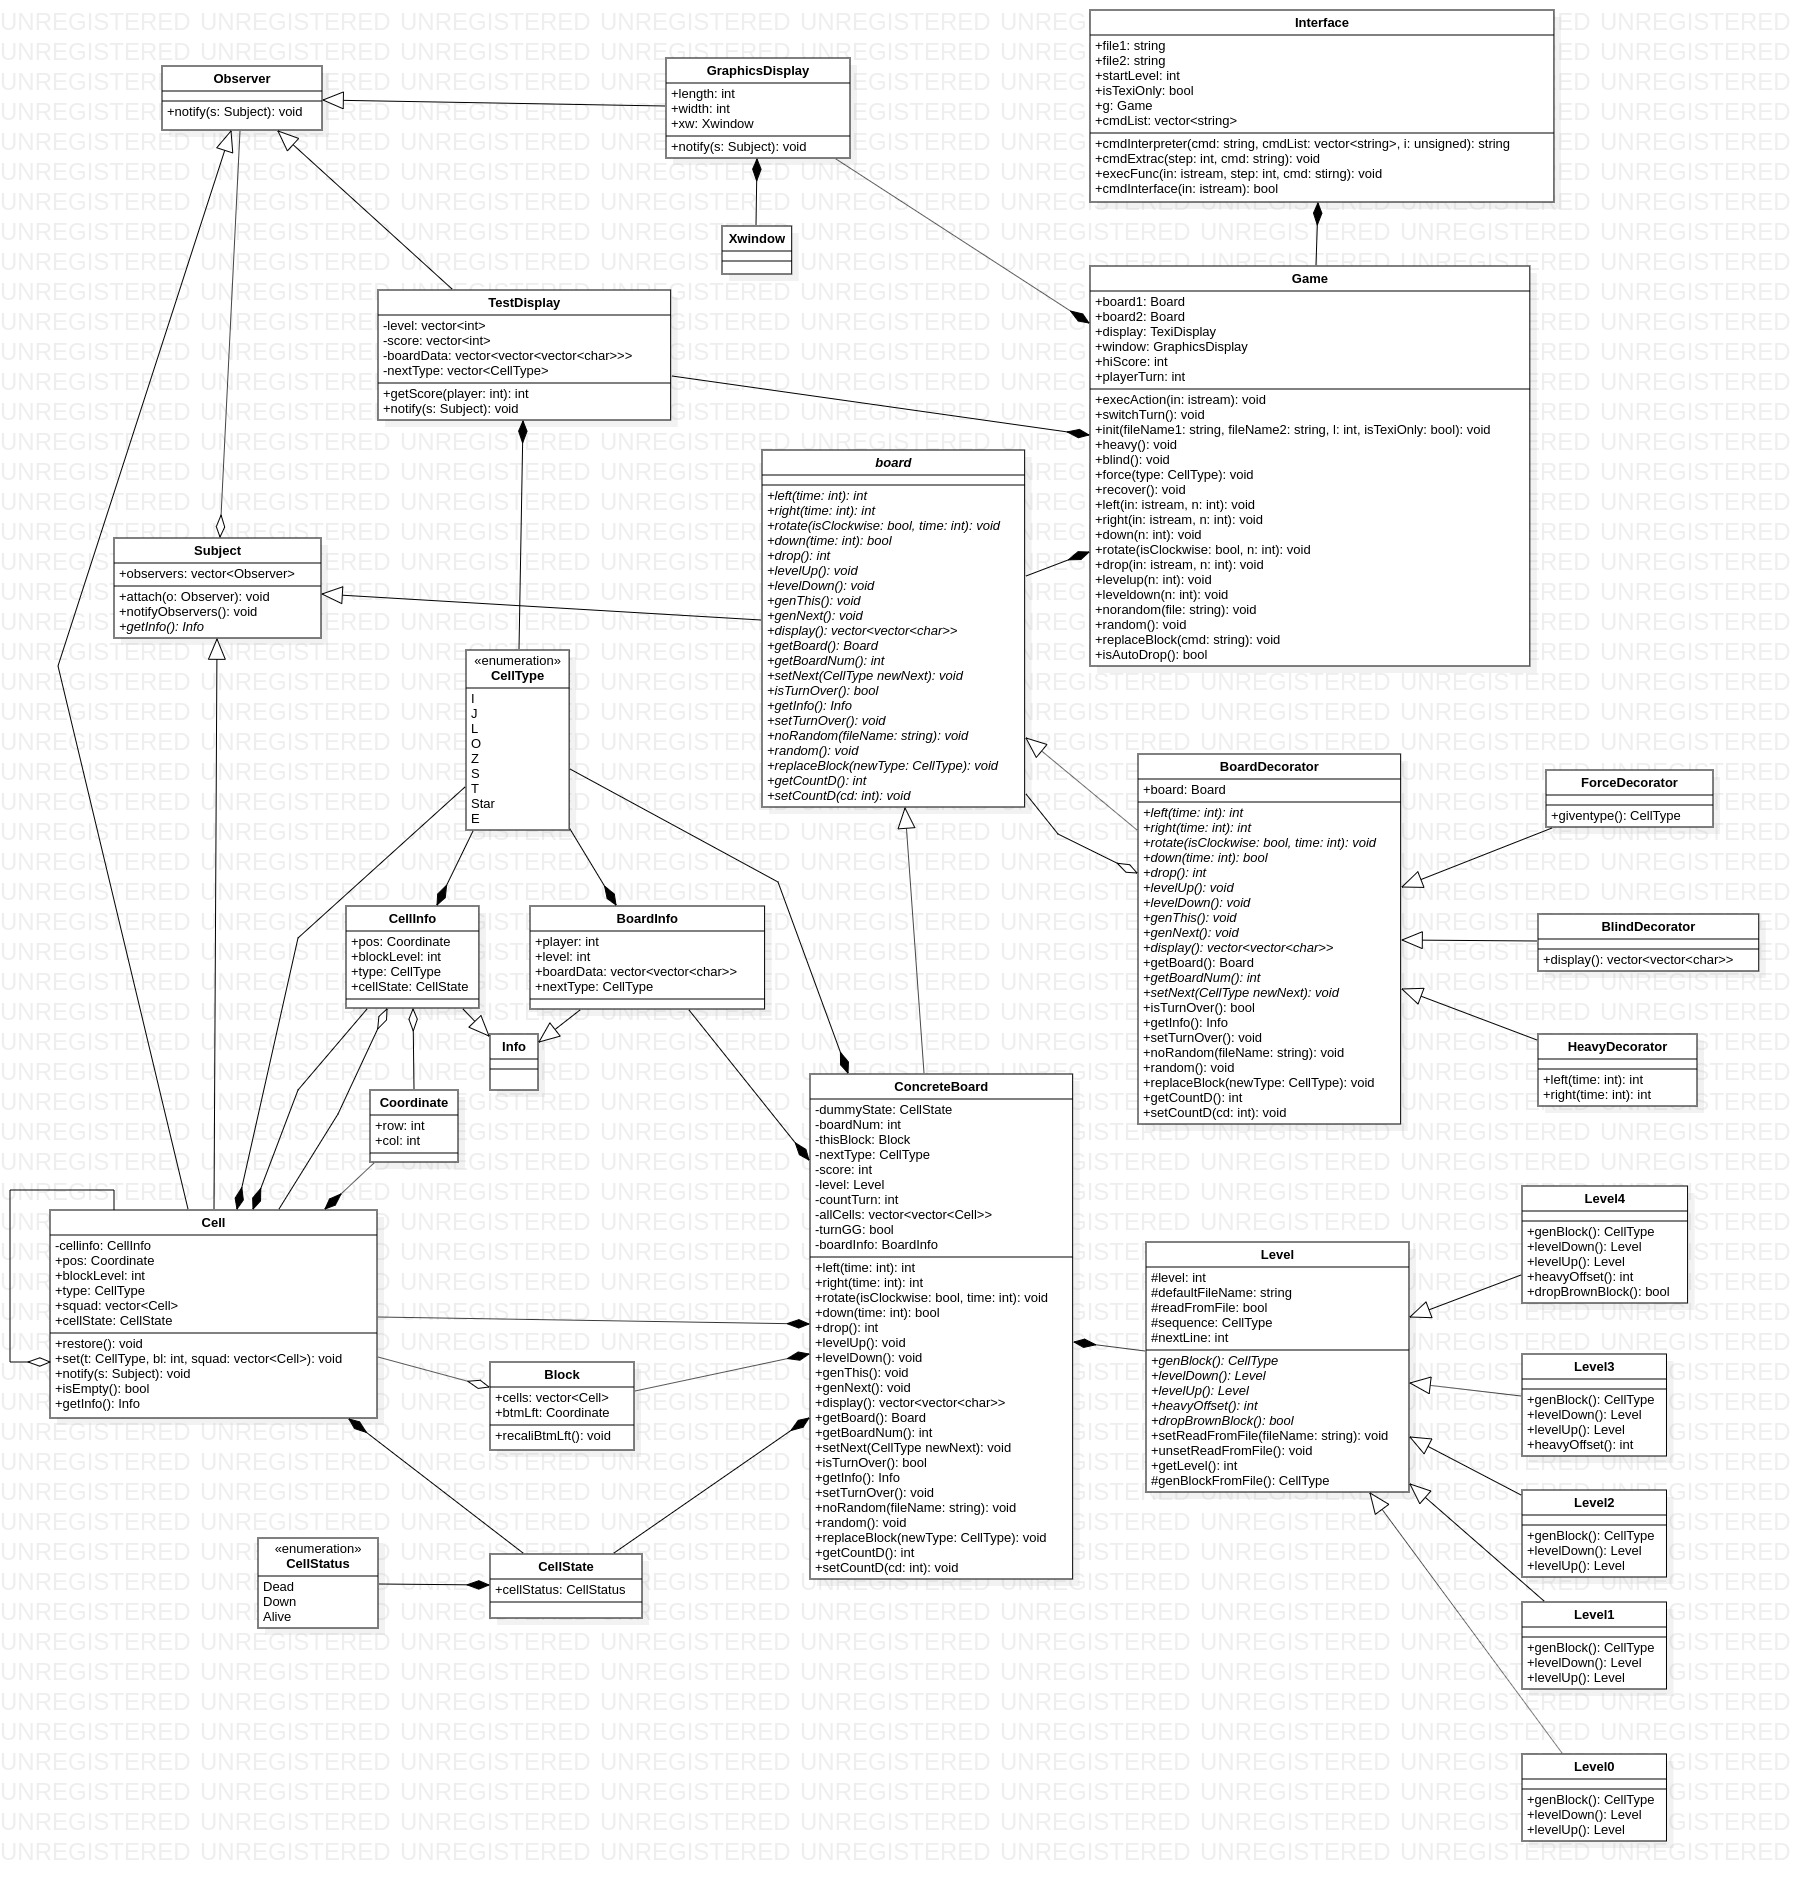 Interface
+file1: string
+file2: string
+startLevel: int
+isTexiOnly: bool
+g: Game
+cmdList: vector<string>
+cmdInterpreter(cmd: string, cmdList: vector<string>, i: unsigned): string
+cmdExtrac(step: int, cmd: string): void
+execFunc(in: istream, step: int, cmd: stirng): void
+cmdInterface(in: istream): bool
Observer
+notify(s: Subject): void
GraphicsDisplay
+length: int
+width: int
+xw: Xwindow
+notify(s: Subject): void
Xwindow
TestDisplay
-level: vector<int>
-score: vector<int>
-boardData: vector<vector<vector<char>>>
-nextType: vector<CellType>
+getScore(player: int): int
+notify(s: Subject): void
Game
+board1: Board
+board2: Board
+display: TexiDisplay
+window: GraphicsDisplay
+hiScore: int
+playerTurn: int
+execAction(in: istream): void
+switchTurn(): void
+init(fileName1: string, fileName2: string, l: int, isTexiOnly: bool): void
+heavy(): void
+blind(): void
+force(type: CellType): void
+recover(): void
+left(in: istream, n: int): void
+right(in: istream, n: int): void
+down(n: int): void
+rotate(isClockwise: bool, n: int): void
+drop(in: istream, n: int): void
+levelup(n: int): void
+leveldown(n: int): void
+norandom(file: string): void
+random(): void
+replaceBlock(cmd: string): void
+isAutoDrop(): bool
board
+left(time: int): int
+right(time: int): int
+rotate(isClockwise: bool, time: int): void
+down(time: int): bool
+drop(): int
+levelUp(): void
+levelDown(): void
+genThis(): void
+genNext(): void
+display(): vector<vector<char>>
+getBoard(): Board
+getBoardNum(): int
+setNext(CellType newNext): void
+isTurnOver(): bool
+getInfo(): Info
+setTurnOver(): void
+noRandom(fileName: string): void
+random(): void
+replaceBlock(newType: CellType): void
+getCountD(): int
+setCountD(cd: int): void
Subject
+observers: vector<Observer>
+attach(o: Observer): void
+notifyObservers(): void
+getInfo(): Info
«enumeration»
CellType
I
J
L
O
Z
S
T
Star
E
BoardDecorator
+board: Board
+left(time: int): int
+right(time: int): int
+rotate(isClockwise: bool, time: int): void
+down(time: int): bool
+drop(): int
+levelUp(): void
+levelDown(): void
+genThis(): void
+genNext(): void
+display(): vector<vector<char>>
+getBoard(): Board
+getBoardNum(): int
+setNext(CellType newNext): void
+isTurnOver(): bool
+getInfo(): Info
+setTurnOver(): void
+noRandom(fileName: string): void
+random(): void
+replaceBlock(newType: CellType): void
+getCountD(): int
+setCountD(cd: int): void
ForceDecorator
+giventype(): CellType
BlindDecorator
+display(): vector<vector<char>>
HeavyDecorator
+left(time: int): int
+right(time: int): int
CellInfo
+pos: Coordinate
+blockLevel: int
+type: CellType
+cellState: CellState
BoardInfo
+player: int
+level: int
+boardData: vector<vector<char>>
+nextType: CellType
Info
Coordinate
+row: int
+col: int
ConcreteBoard
-dummyState: CellState
-boardNum: int
-thisBlock: Block
-nextType: CellType
-score: int
-level: Level
-countTurn: int
-allCells: vector<vector<Cell>>
-turnGG: bool
-boardInfo: BoardInfo
+left(time: int): int
+right(time: int): int
+rotate(isClockwise: bool, time: int): void
+down(time: int): bool
+drop(): int
+levelUp(): void
+levelDown(): void
+genThis(): void
+genNext(): void
+display(): vector<vector<char>>
+getBoard(): Board
+getBoardNum(): int
+setNext(CellType newNext): void
+isTurnOver(): bool
+getInfo(): Info
+setTurnOver(): void
+noRandom(fileName: string): void
+random(): void
+replaceBlock(newType: CellType): void
+getCountD(): int
+setCountD(cd: int): void
Cell
-cellinfo: CellInfo
+pos: Coordinate
+blockLevel: int
+type: CellType
+squad: vector<Cell>
+cellState: CellState
+restore(): void
+set(t: CellType, bl: int, squad: vector<Cell>): void
+notify(s: Subject): void
+isEmpty(): bool
+getInfo(): Info
Block
+cells: vector<Cell>
+btmLft: Coordinate
+recaliBtmLft(): void
Level
#level: int
#defaultFileName: string
#readFromFile: bool
#sequence: CellType
#nextLine: int
+genBlock(): CellType
+levelDown(): Level
+levelUp(): Level
+heavyOffset(): int
+dropBrownBlock(): bool
+setReadFromFile(fileName: string): void
+unsetReadFromFile(): void
+getLevel(): int
#genBlockFromFile(): CellType
Level4
+genBlock(): CellType
+levelDown(): Level
+levelUp(): Level
+heavyOffset(): int
+dropBrownBlock(): bool
Level3
+genBlock(): CellType
+levelDown(): Level
+levelUp(): Level
+heavyOffset(): int
Level2
+genBlock(): CellType
+levelDown(): Level
+levelUp(): Level
Level1
+genBlock(): CellType
+levelDown(): Level
+levelUp(): Level
Level0
+genBlock(): CellType
+levelDown(): Level
+levelUp(): Level
«enumeration»
CellStatus
Dead
Down
Alive
CellState
+cellStatus: CellStatus
UNREGISTERED